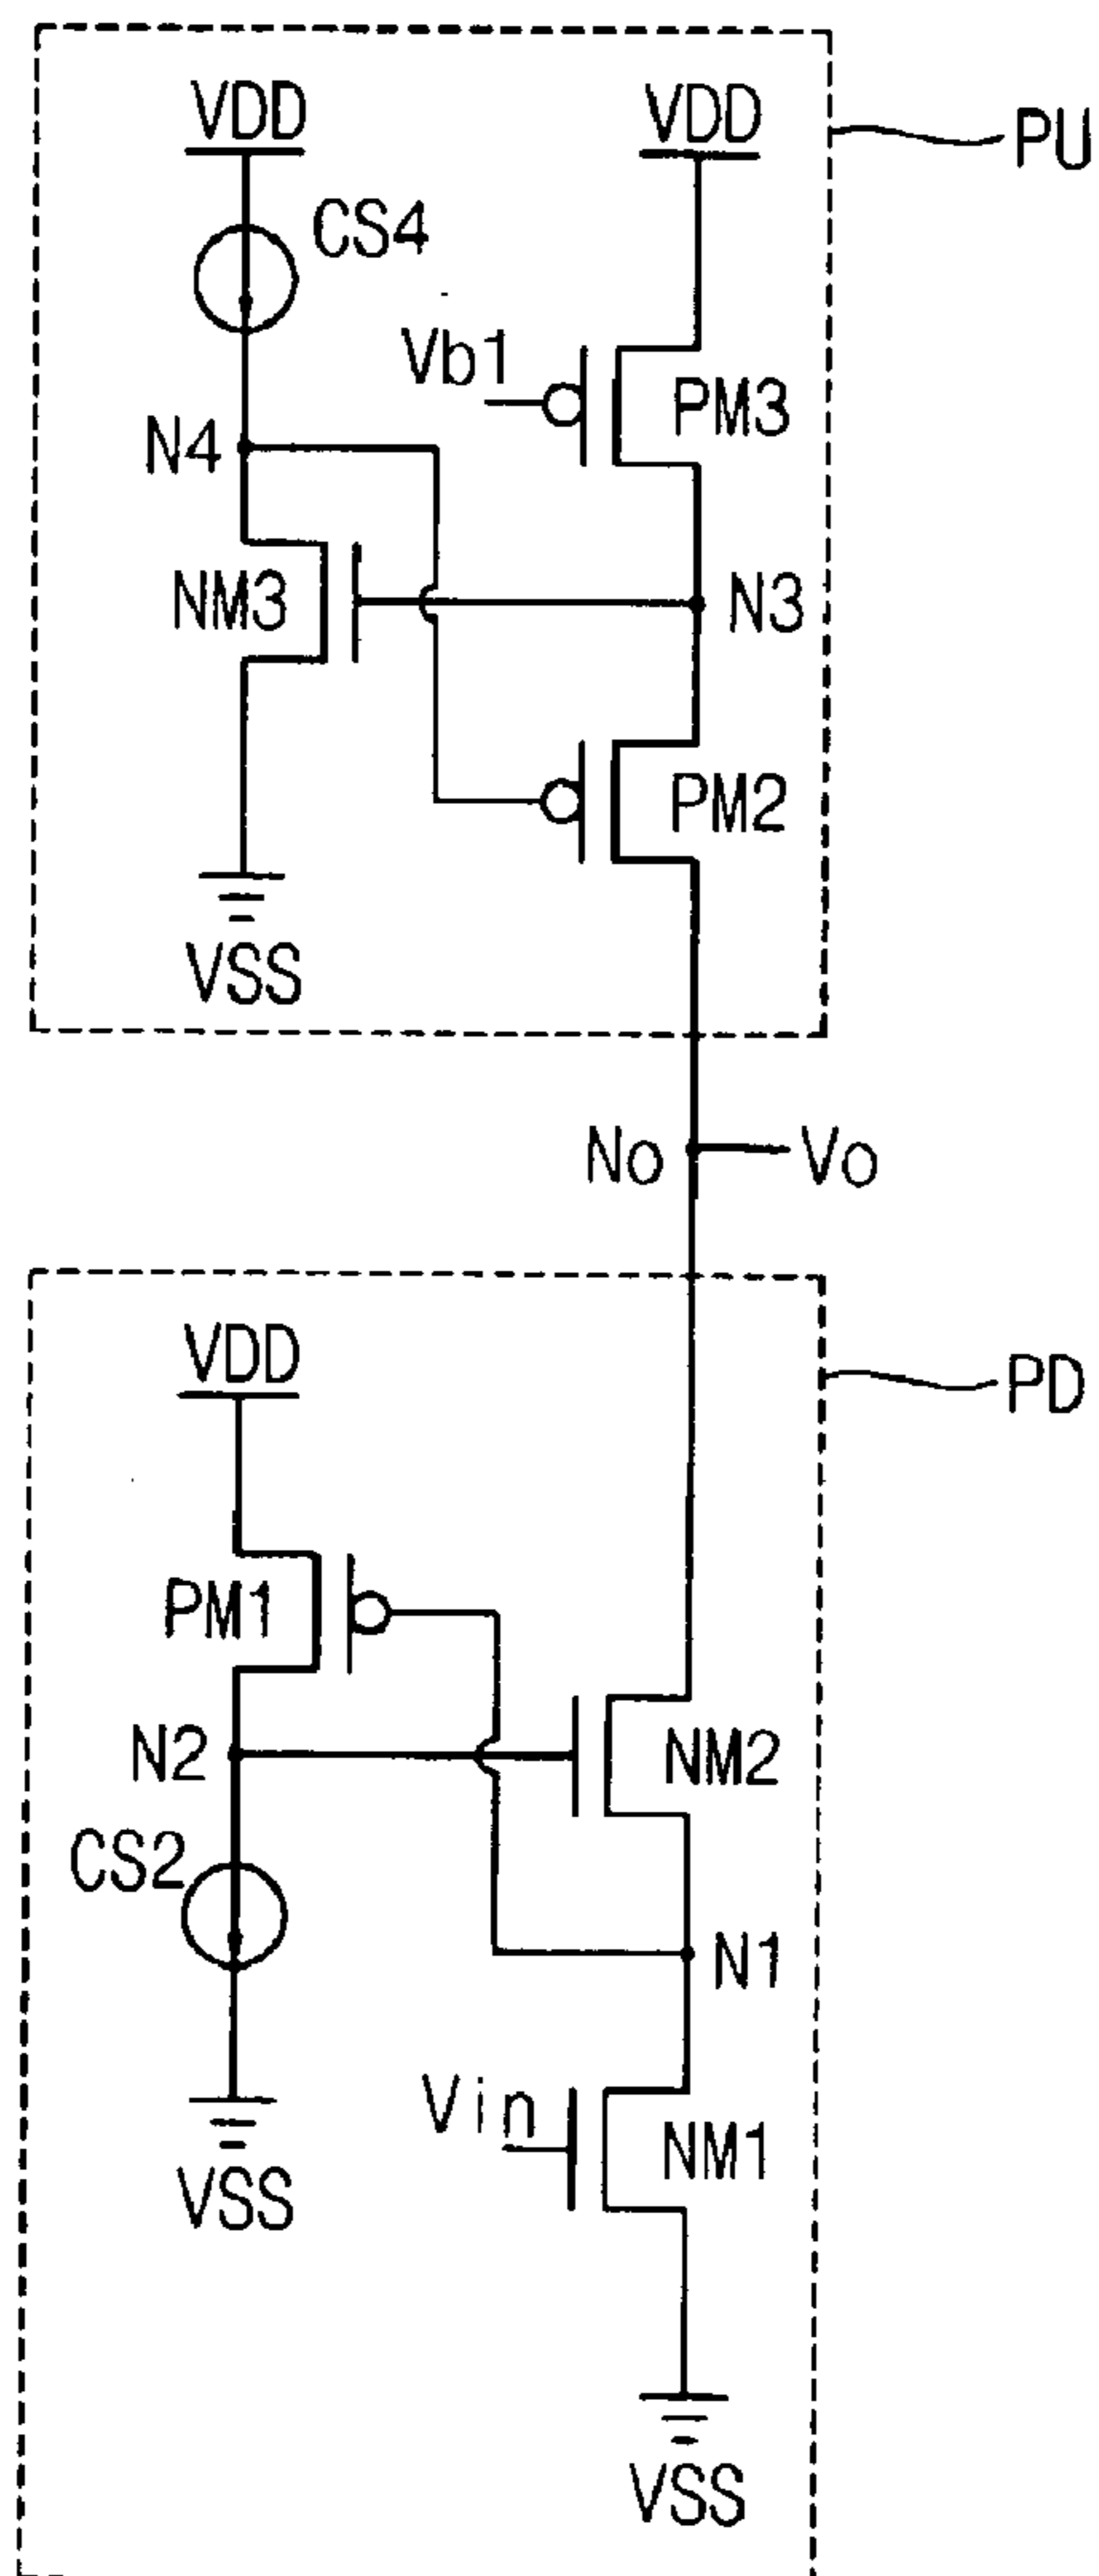 VDD
VDD
PU
CS4
Vb1
PM3
N4
NM3
N3
PM2
VSS
No
Vo
VDD
PD
PM1
N2
NM2
CS2
N1
Vin
NM1
VSS
VSS